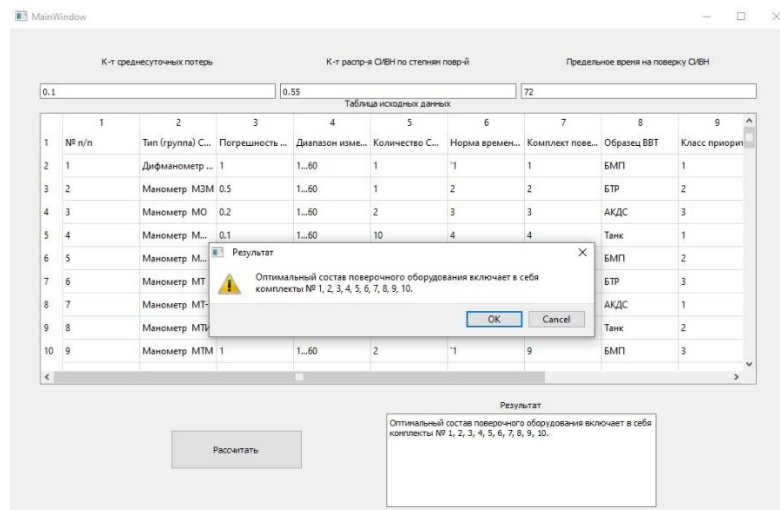 MainWindow
К-т среднесуточных потерь
К-т распр-я СИВН по степням повр-й
Предельное время на поверку СИВН
0.1
0.55
72
Таблица исходных данных
1 2 3 4 5 6 7 8 9
1 № п/п Тип (группа) С... Погрешность ... Диапазон изме... Количество С... Норма времен... Комплект пове... Образец ВВТ Класс приорит
2 1 Дифманометр ... 1 1...60 1 `1 1 БМП 1
3 2 Манометр МЗМ 0.5 1...60 1 2 2 БТР 2
4 3 Манометр МО 0.2 1...60 2 3 3 АКДС 3
5 4 Манометр М... 0.1 1...60 10 4 4 Танк 1
6 5 Манометр М... БМП 2
7 6 Манометр МТ БТР 3
8 7 Манометр МТ- АКДС 1
9 8 Манометр МТИ Танк 2
10 9 Манометр МТМ 1 1...60 2 `1 9 БМП 3
Результат
Оптимальный состав поверочного оборудования включает в себя
комплекты № 1, 2, 3, 4, 5, 6, 7, 8, 9, 10.
OK
Cancel
Результат
Оптимальный состав поверочного оборудования включает в себя
комплекты № 1, 2, 3, 4, 5, 6, 7, 8, 9, 10.
Рассчитать